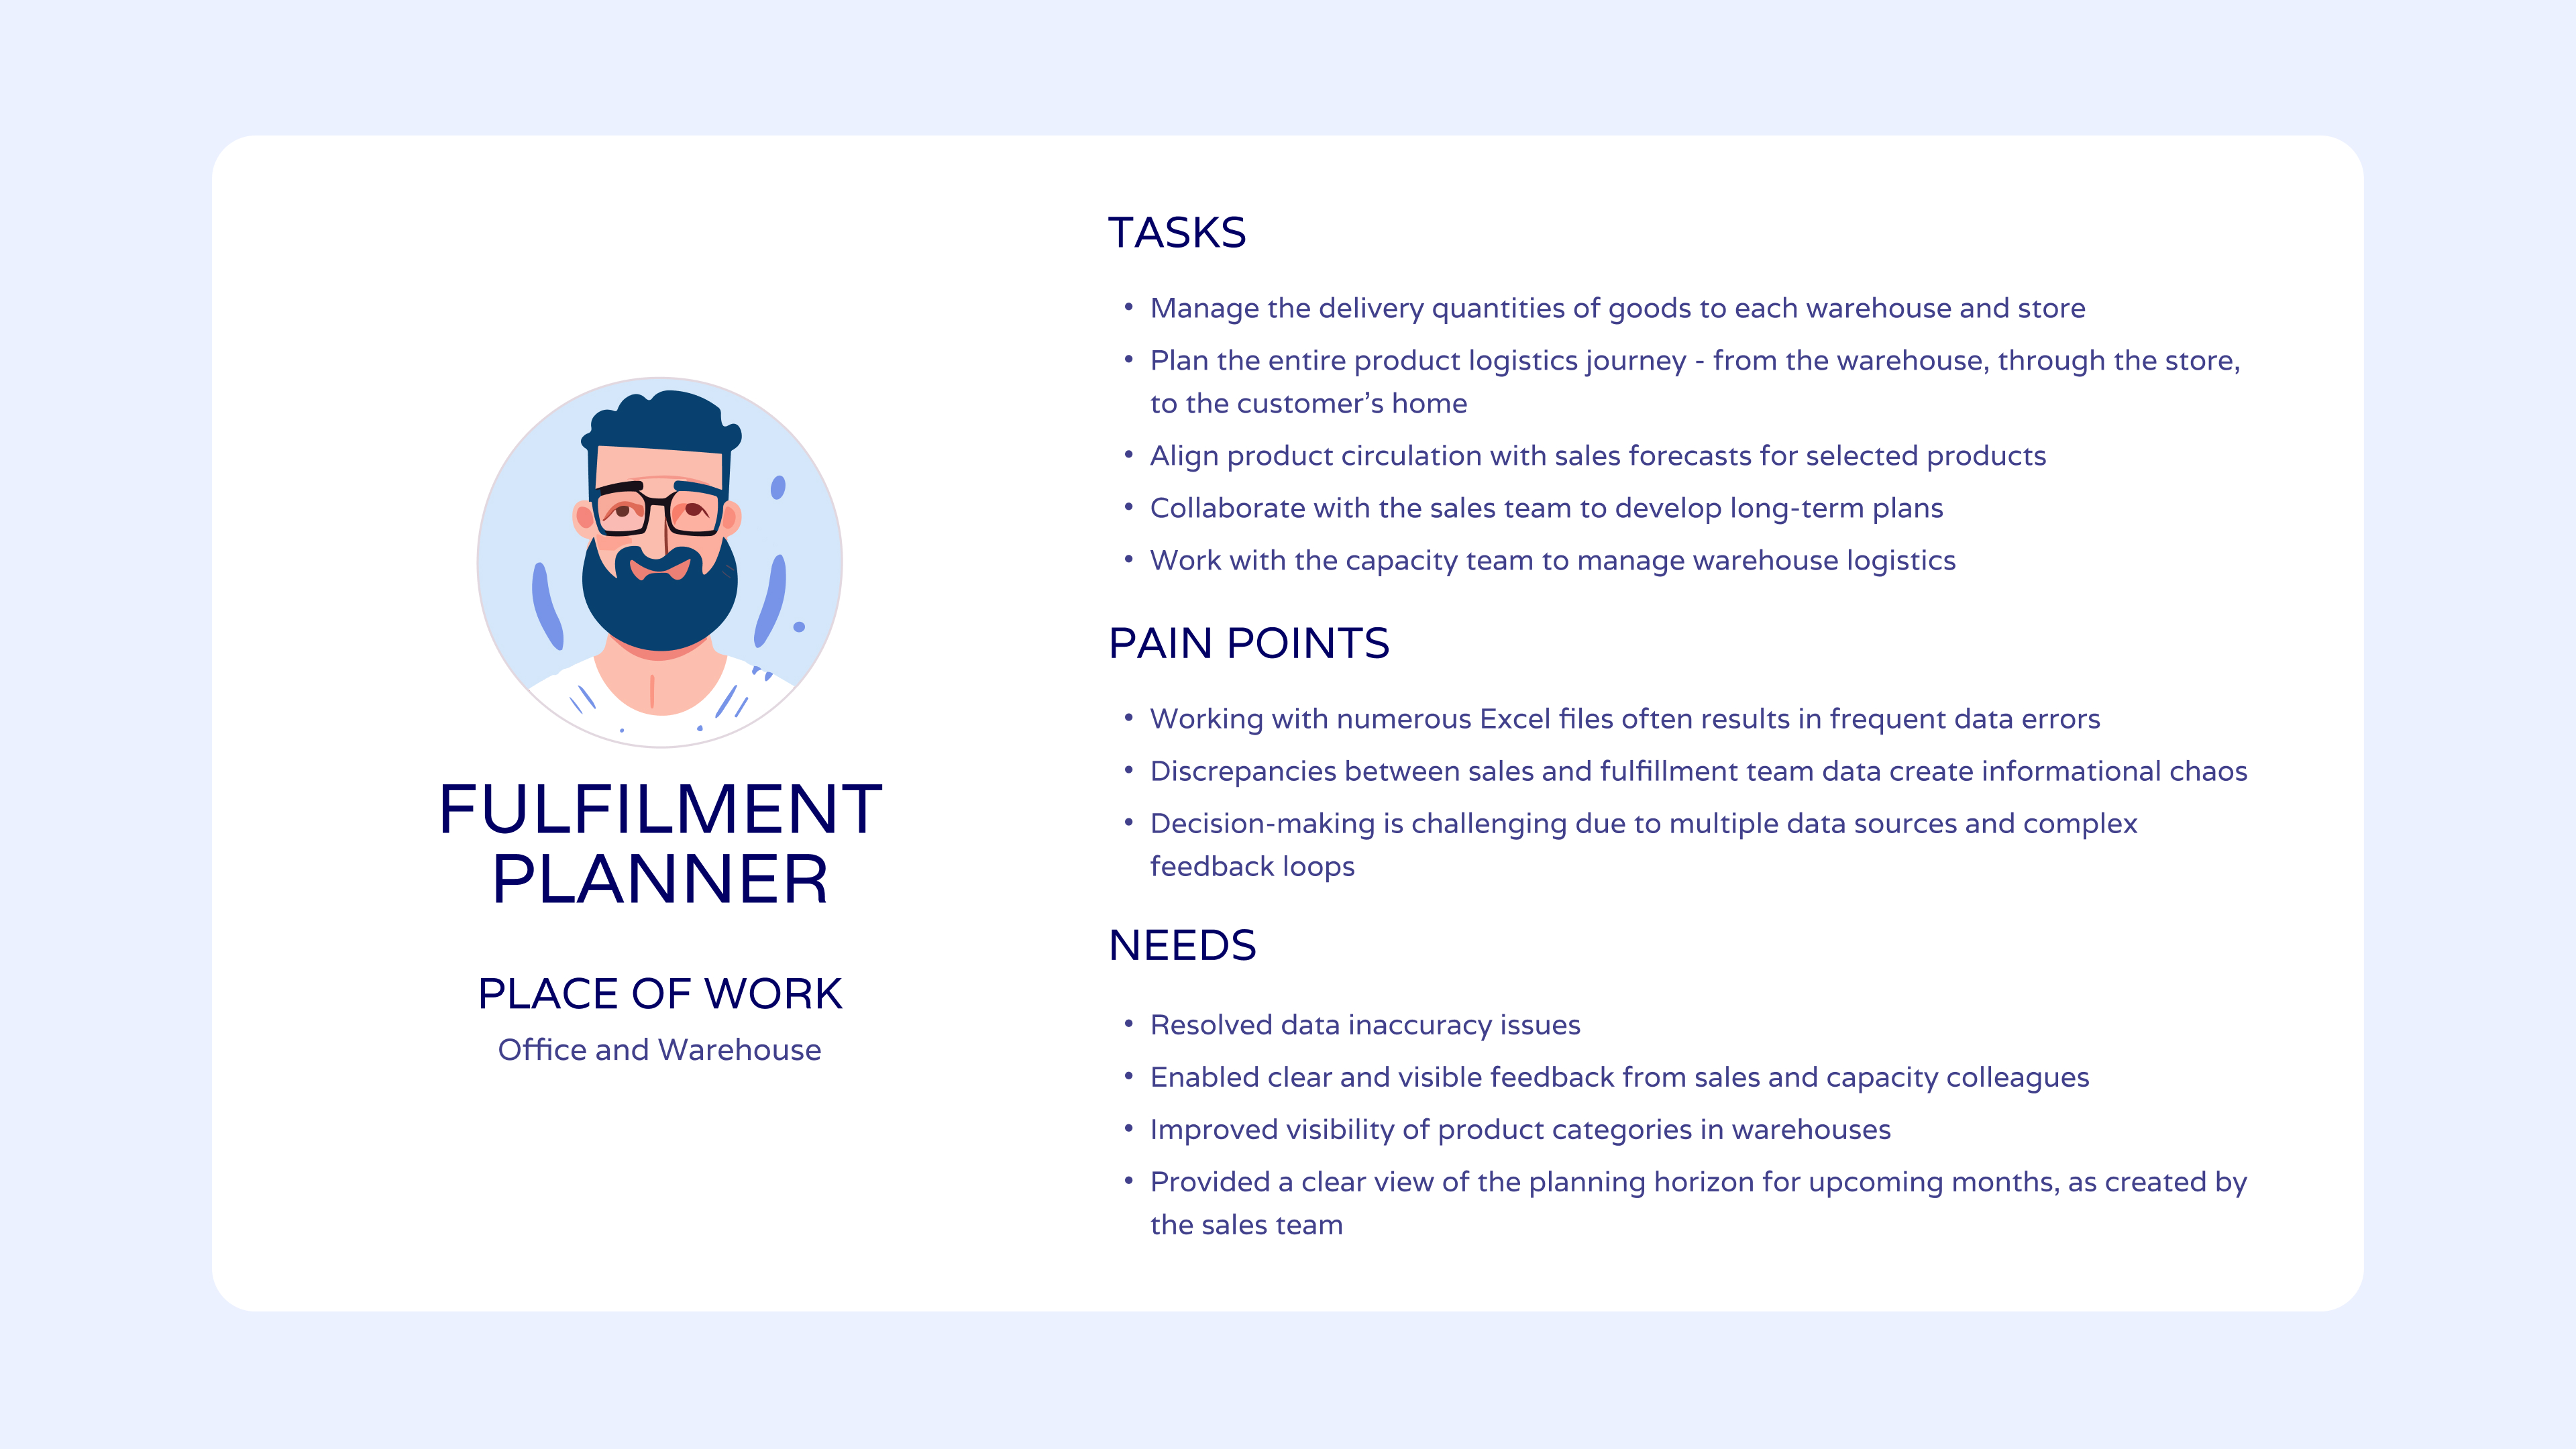 FULFILMENT
PLANNER
PLACE OF WORK
Office and Warehouse
TASKS
• Manage the delivery quantities of goods to each warehouse and store
• Plan the entire product logistics journey - from the warehouse, through the store,
to the customer’s home
• Align product circulation with sales forecasts for selected products
• Collaborate with the sales team to develop long-term plans
• Work with the capacity team to manage warehouse logistics
PAIN POINTS
• Working with numerous Excel files often results in frequent data errors
• Discrepancies between sales and fulfillment team data create informational chaos
• Decision-making is challenging due to multiple data sources and complex
feedback loops
NEEDS
• Resolved data inaccuracy issues
• Enabled clear and visible feedback from sales and capacity colleagues
• Improved visibility of product categories in warehouses
• Provided a clear view of the planning horizon for upcoming months, as created by
the sales team